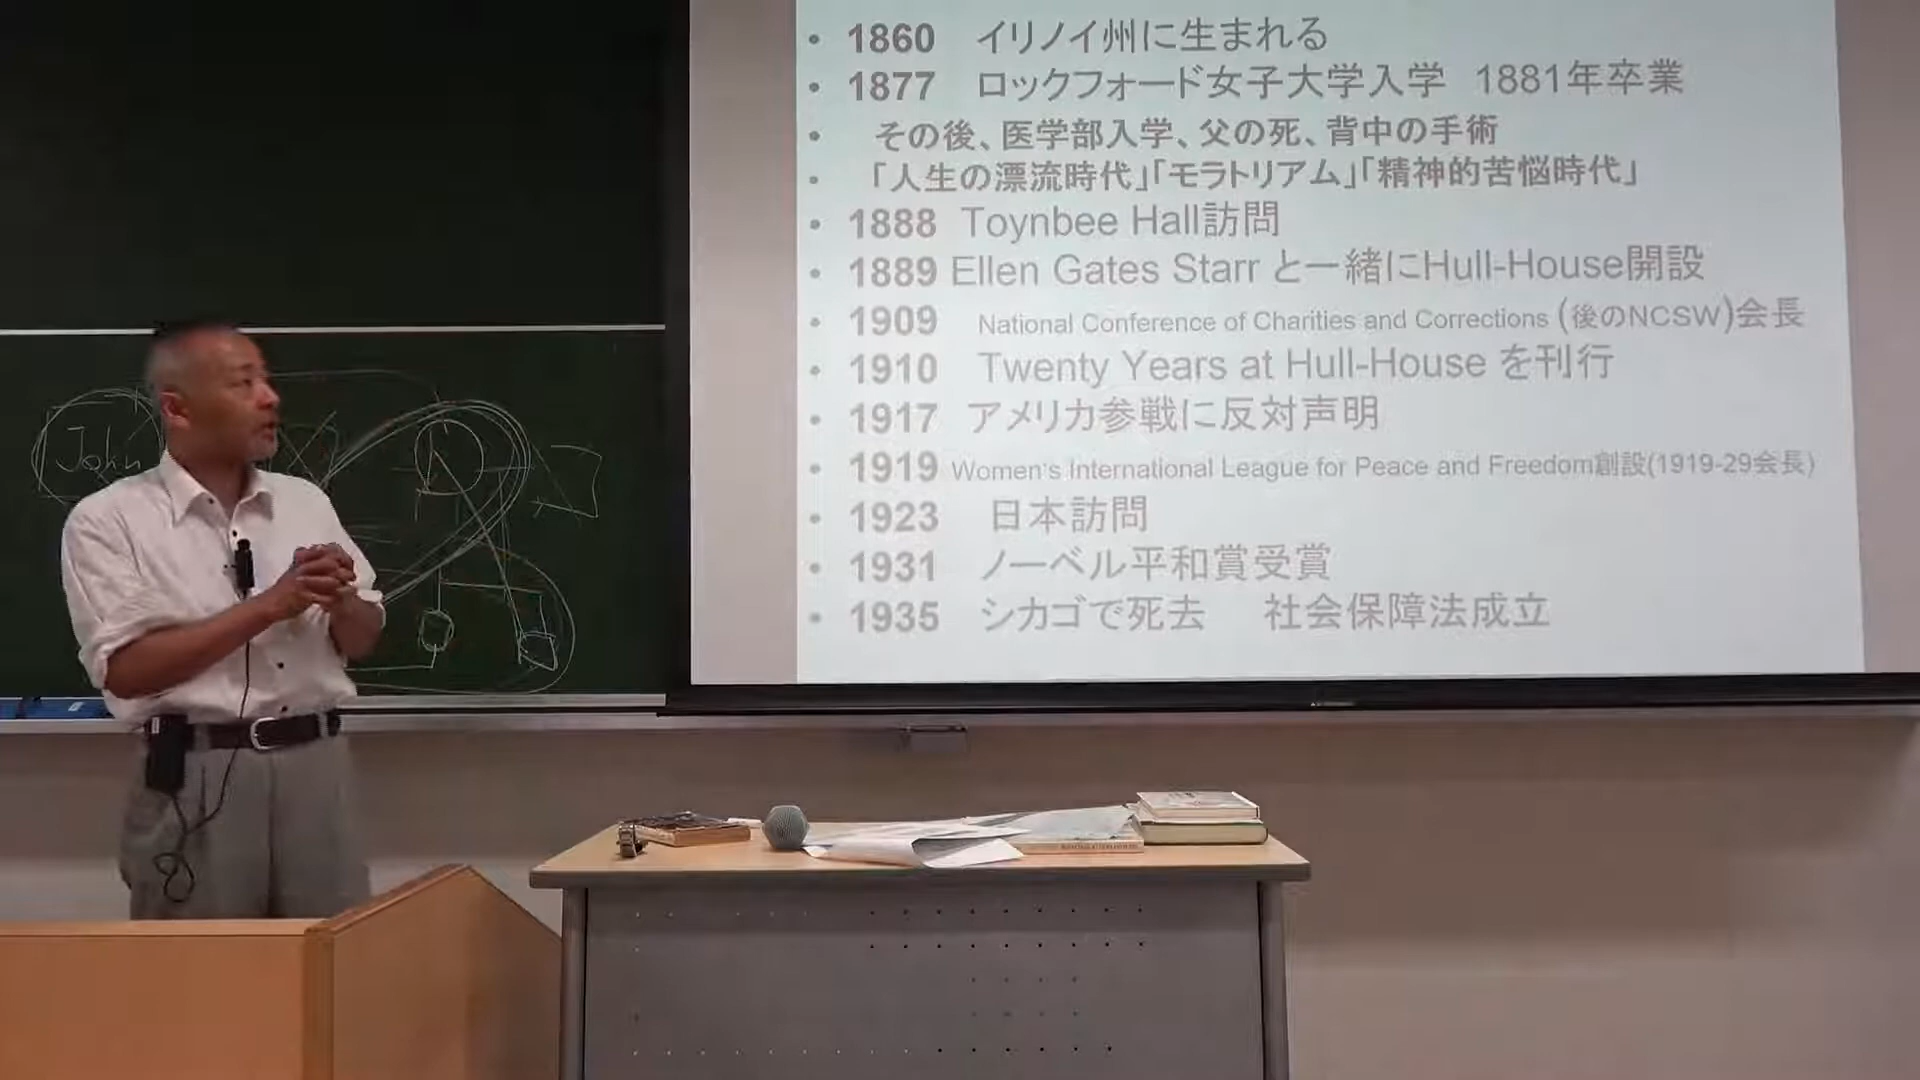 • 1860 イリノイ州に生まれる
• 1877 ロックフォード女子大学入学 1881年卒業
• その後、医学部入学、父の死、背中の手術
• 「人生の漂流時代」「モラトリアム」「精神的苦悩時代」
• 1888 Toynbee Hall訪問
• 1889 Ellen Gates Starr と一緒にHull-House開設
• 1909 National Conference of Charities and Corrections (後のNCSW)会長
• 1910 Twenty Years at Hull-House を刊行
• 1917 アメリカ参戦に反対声明
• 1919 Women's International League for Peace and Freedom創設(1919-29会長)
• 1923 日本訪問
• 1931 ノーベル平和賞受賞
• 1935 シカゴで死去 社会保障法成立
John